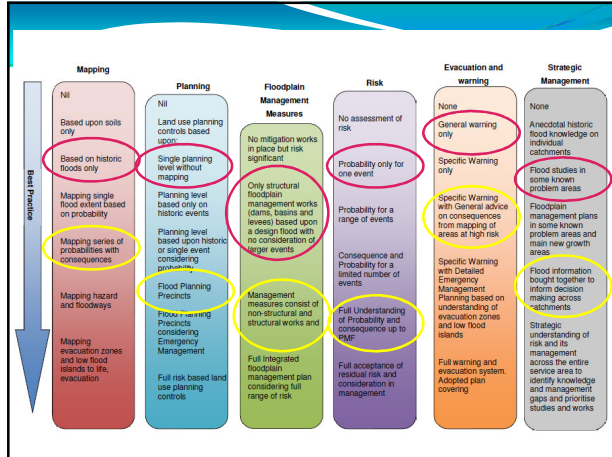 Best Practice
Mapping
Nil
Based upon soils
only
Based on historic
floods only
Mapping single
flood extent based
on probability
Mapping series of
probabilities with
consequences
Mapping hazard
and floodways
Mapping
evacuation zones
and low flood
islands to life,
evacuation
Planning
Nil
Land use planning
controls based
upon:
Single planning
level without
mapping
Planning level
based only on
historic events
Planning level
based upon historic
or single event
considering
probability
Flood Planning
Precincts
Flood Planning
Precincts
considering
Emergency
Management
Full risk based land
use planning
controls
Floodplain
Management
Measures
No mitigation works
in place but risk
significant
Only structural
floodplain
management works
(dams, basins and
levees) based upon
a design flood with
no consideration of
larger events
Management
measures consist of
non-structural and
structural works and
Full Integrated
floodplain
management plan
considering full
range of risk
Risk
No assessment of
risk
Probability only for
one event
Probability for a
range of events
Consequence and
Probability for a
limited number of
events
Full Understanding
of Probability and
consequence up to
PMF
Full acceptance of
residual risk and
consideration in
management
Evacuation and
warning
None
General warning
only
Specific Warning
only
Specific Warning
with General advice
on consequences
from mapping of
areas at high risk
Specific Warning
with Detailed
Emergency
Management
Planning based on
understanding of
evacuation zones
and low flood
islands
Full warning and
evacuation system.
Adopted plan
covering
Strategic
Management
None
Anecdotal historic
flood knowledge on
individual
catchments
Flood studies in
some known
problem areas
Floodplain
management plans
in some known
problem areas and
main new growth
areas
Flood information
bought together to
inform decision
making across
catchments
Strategic
understanding of
risk and its
management
across the entire
service area to
identify knowledge
and management
gaps and prioritise
studies and works